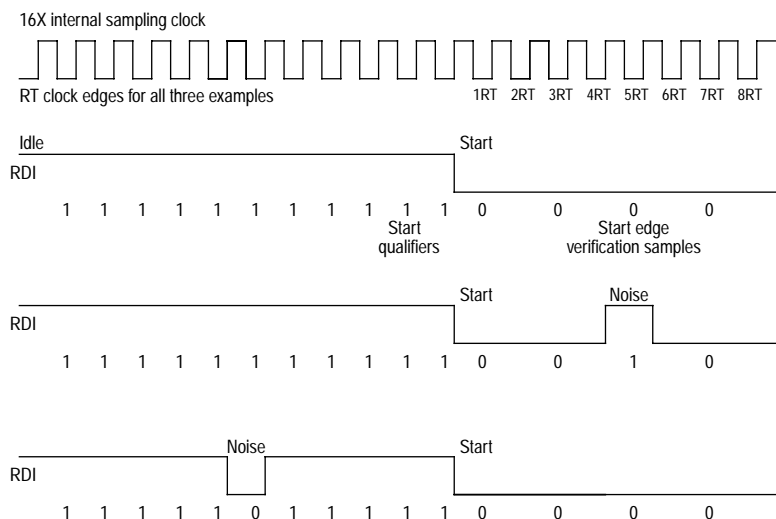 16X internal sampling clock
RT clock edges for all three examples
1RT 2RT 3RT 4RT 5RT 6RT 7RT 8RT
Idle
Start
RDI
1 1 1 1 1 1 1 1 1 1 1 0 0 0 0
Start
qualifiers
Start edge
verification samples
Start
Noise
RDI
1 1 1 1 1 1 1 1 1 1 1 0 0 1 0
Noise
Start
RDI
1 1 1 1 1 0 1 1 1 1 1 0 0 0 0